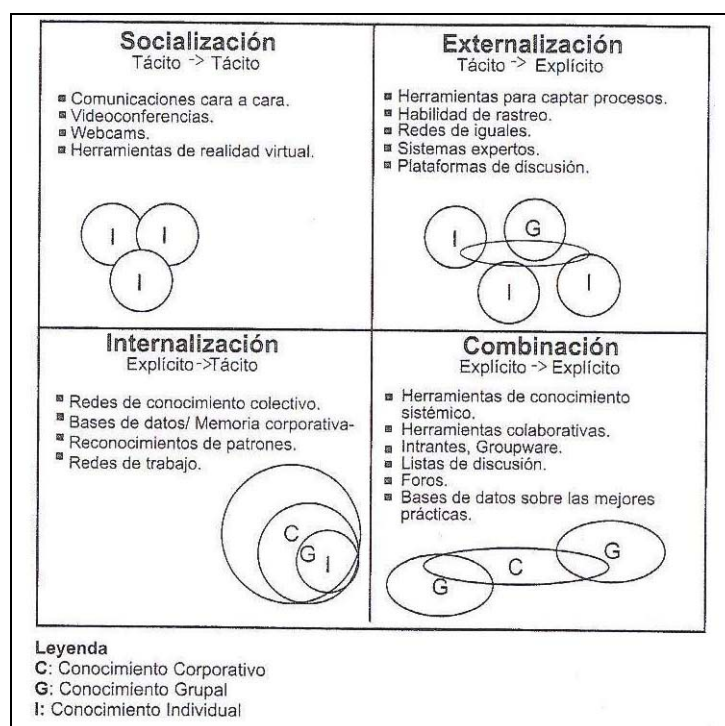 Socialización
Tácito -> Tácito
Comunicaciones cara a cara.
Videoconferencias.
Webcams.
Herramientas de realidad virtual.
I I
I
Externalización
Tácito -> Explícito
Herramientas para captar procesos.
Habilidad de rastreo.
Redes de iguales.
Sistemas expertos.
Plataformas de discusión.
I G
I I
Internalización
Explícito->Tácito
Redes de conocimiento colectivo.
Bases de datos/ Memoria corporativa-
Reconocimientos de patrones.
Redes de trabajo.
C
G I
Combinación
Explícito -> Explícito
Herramientas de conocimiento
sistémico.
Herramientas colaborativas.
Intrantes, Groupware.
Listas de discusión.
Foros.
Bases de datos sobre las mejores
prácticas.
G
C
G
Leyenda
C: Conocimiento Corporativo
G: Conocimiento Grupal
I: Conocimiento Individual